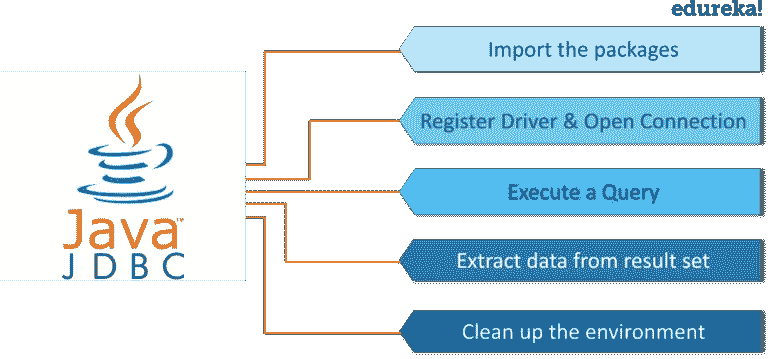 edureka!
Import the packages
Register Driver & Open Connection
Execute a Query
Extract data from result set
Clean up the environment
Java™
JDBC